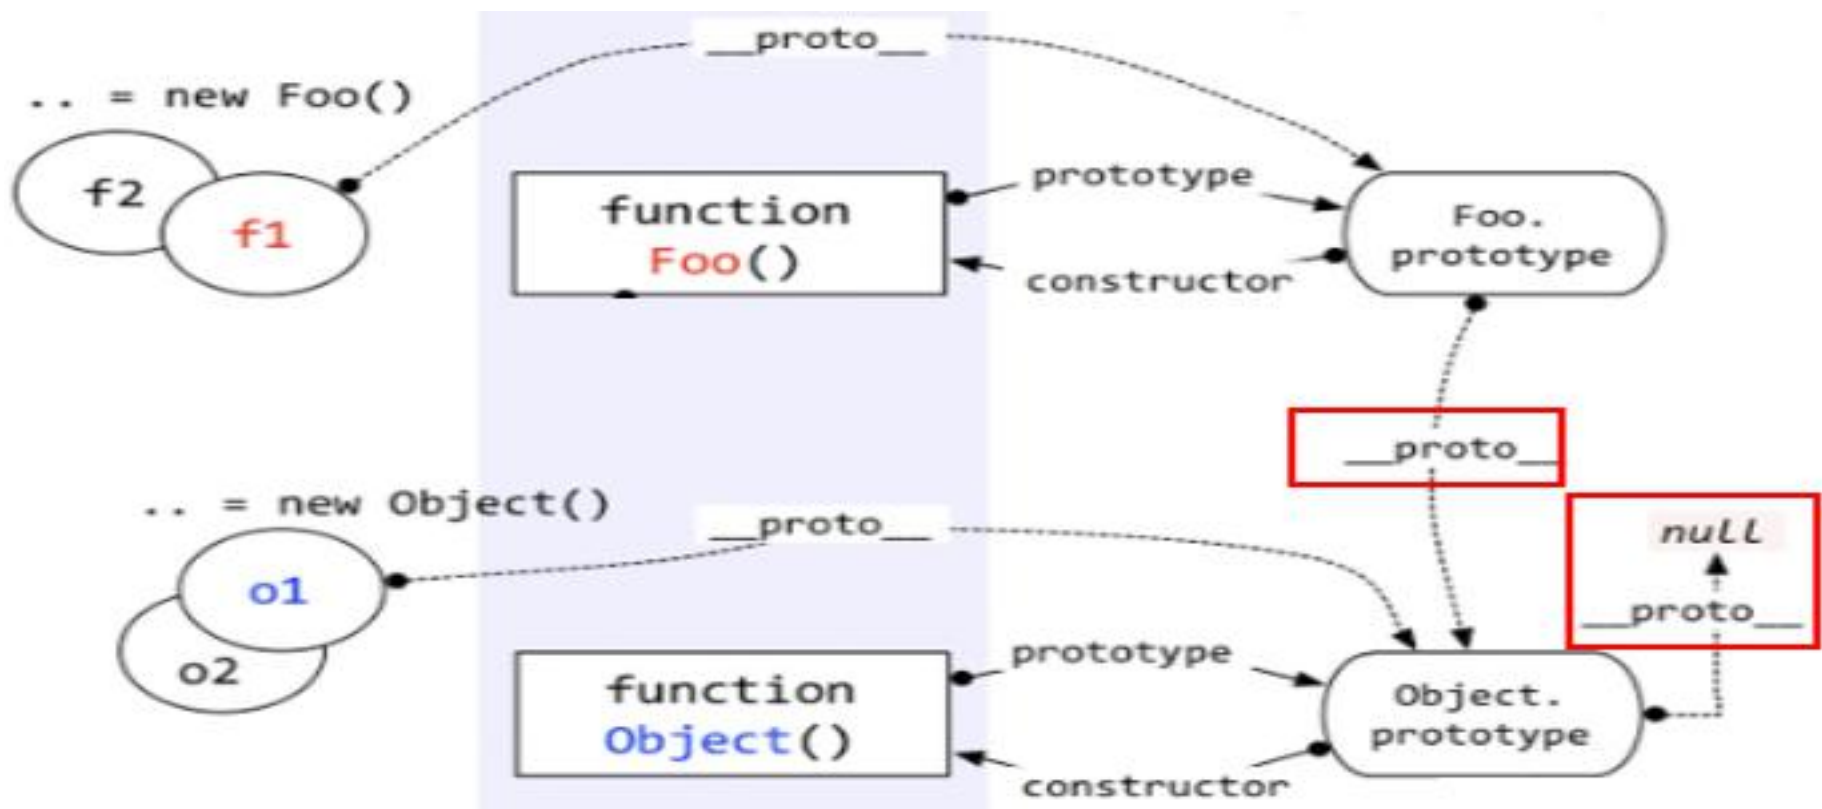 __proto__
.. = new Foo()
f2
f1
function
Foo()
prototype
constructor
Foo.
prototype
__proto_
.. = new Object()
__proto__
null
__proto__
o1
o2
function
Object()
prototype
constructor
Object.
prototype